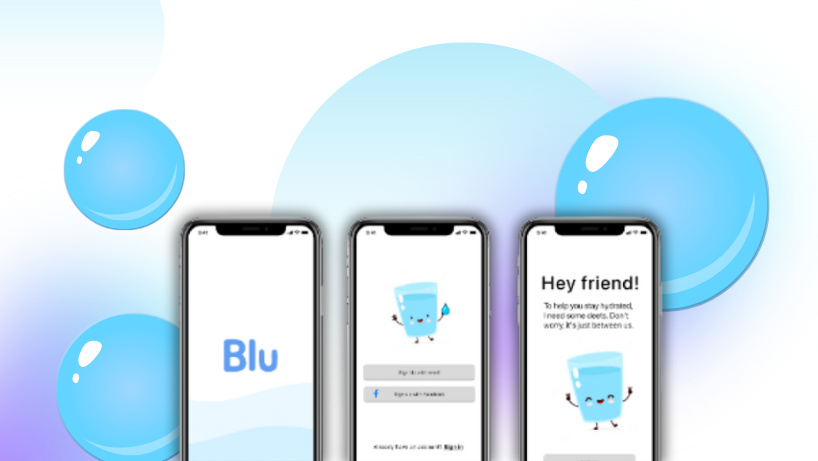 Blu
Sign up with email
Sign up with Facebook
Already have an account? Sign in
Hey friend!
To help you stay hydrated,
I need some deets. Don't
worry, it's just between us.